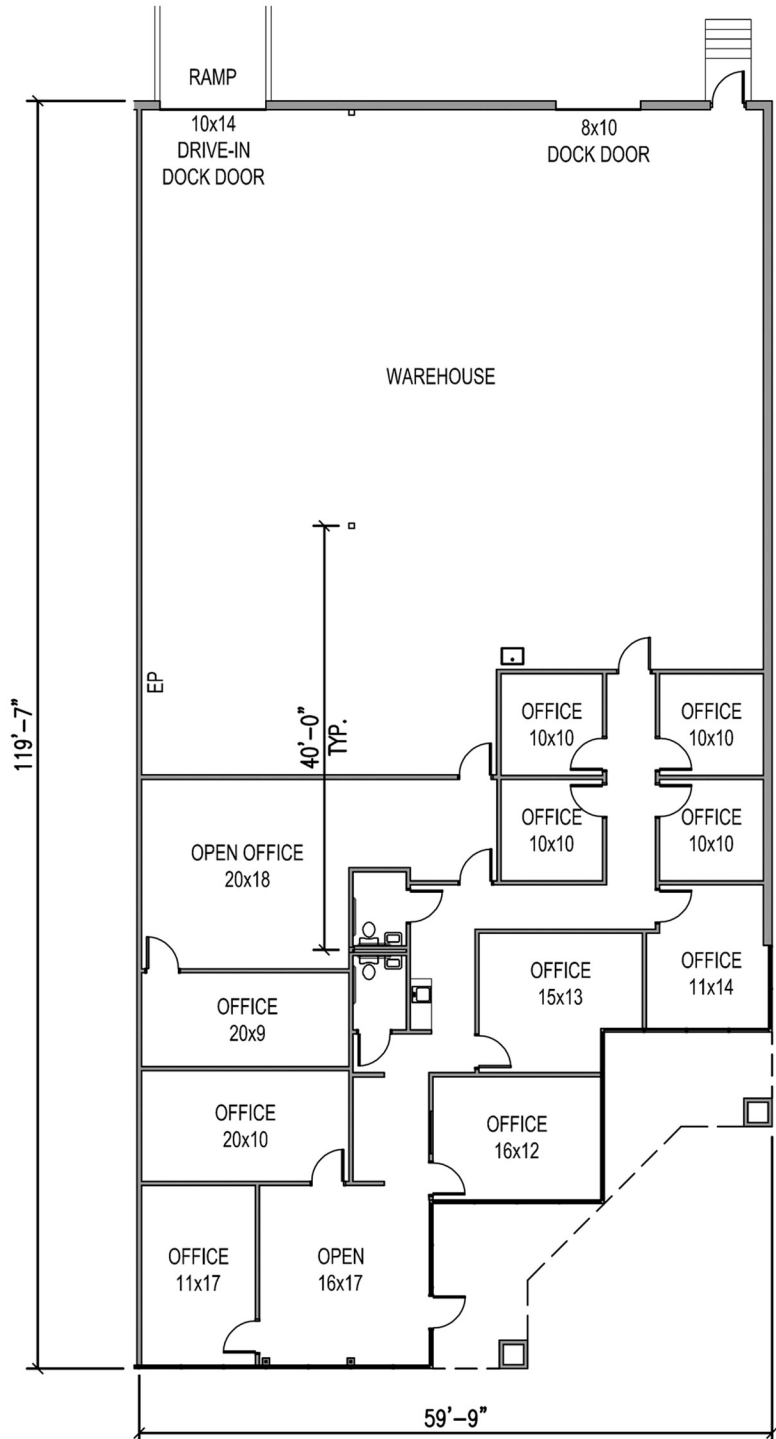 RAMP
10x14
DRIVE-IN
DOCK DOOR
8x10
DOCK DOOR
WAREHOUSE
EP
40'-0"
TYP.
119'-7"
OFFICE
10x10
OFFICE
10x10
OFFICE
10x10
OFFICE
10x10
OPEN OFFICE
20x18
OFFICE
20x9
OFFICE
15x13
OFFICE
11x14
OFFICE
20x10
OFFICE
16x12
OFFICE
11x17
OPEN
16x17
59'-9"